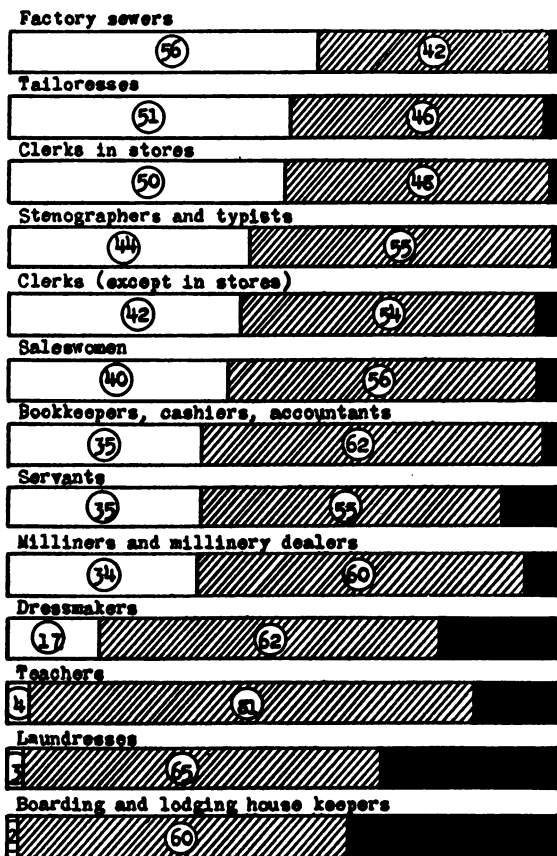 Factory sewers
56 42
Tailoresses
51 46
Clerks in stores
50 48
Stenographers and typists
44 55
Clerks (except in stores)
42 54
Saleswomen
40 56
Bookkeepers, cashiers, accountants
35 62
Servants
35 55
Milliners and millinery dealers
34 60
Dressmakers
17 62
Teachers
4 81
Laundresses
3 65
Boarding and lodging house keepers
2 60